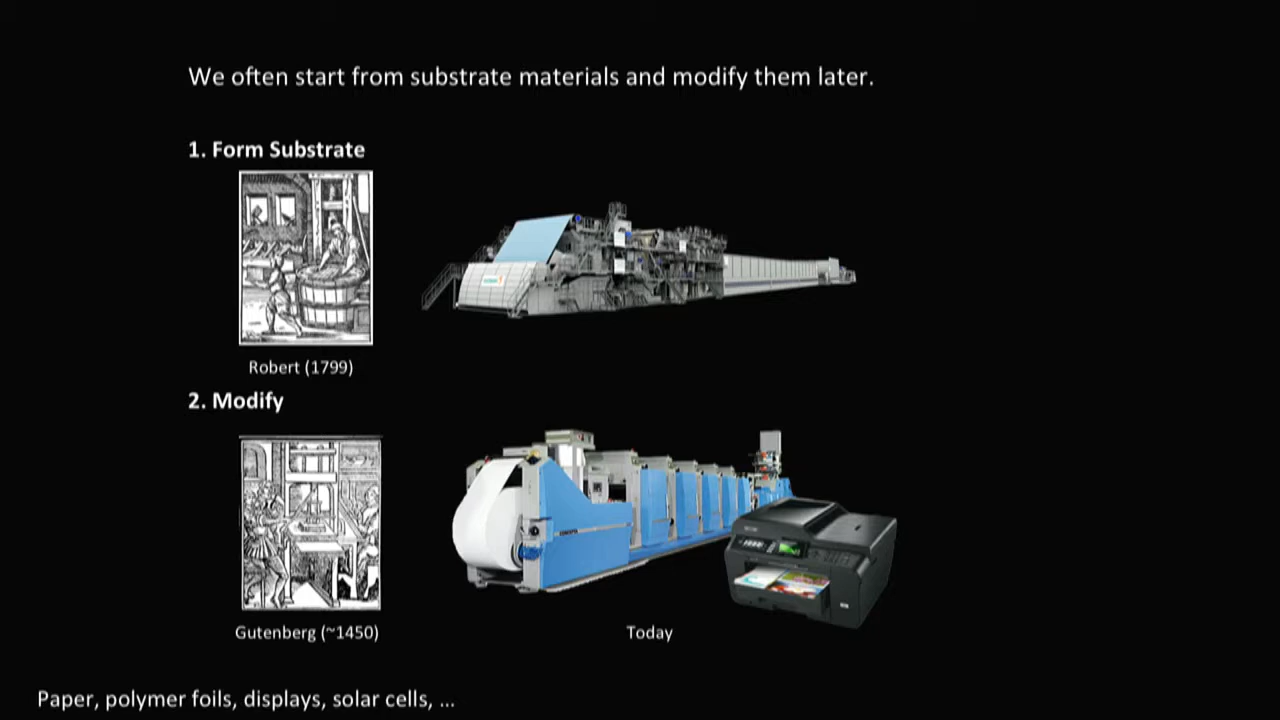 We often start from substrate materials and modify them later.
1. Form Substrate
Robert (1799)
2. Modify
Gutenberg (~1450)
Today
Paper, polymer foils, displays, solar cells, ...